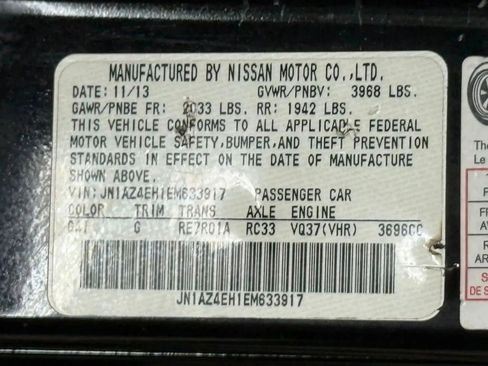 MANUFACTURED BY NISSAN MOTOR CO.,LTD.
DATE: 11/13 GVWR/PNBV: 3968 LBS.
GAWR/PNBE FR: 2033 LBS. RR: 1942 LBS.
THIS VEHICLE CONFORMS TO ALL APPLICABLE FEDERAL
MOTOR VEHICLE SAFETY, BUMPER, AND THEFT PREVENTION
STANDARDS IN EFFECT ON THE DATE OF MANUFACTURE
SHOWN ABOVE.
VIN: JN1AZ4EH1EM633917 PASSENGER CAR
COLOR TRIM TRANS AXLE ENGINE
G RE7R01A RC33 VQ37(VHR) 3696CC
JN1AZ4EH1EM633917
The
Le